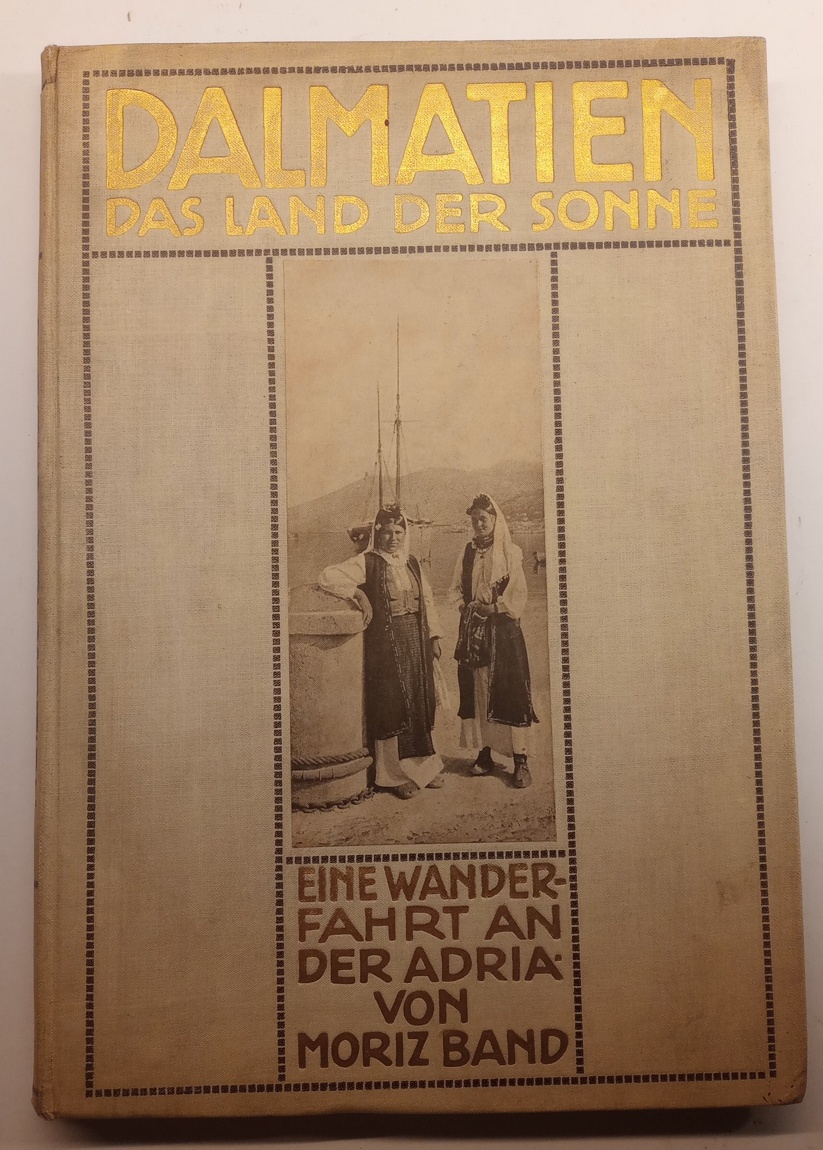 DALMATIEN
DAS LAND DER SONNE
EINE WANDER-
FAHRT AN
DER ADRIA·
VON
MORIZ BAND